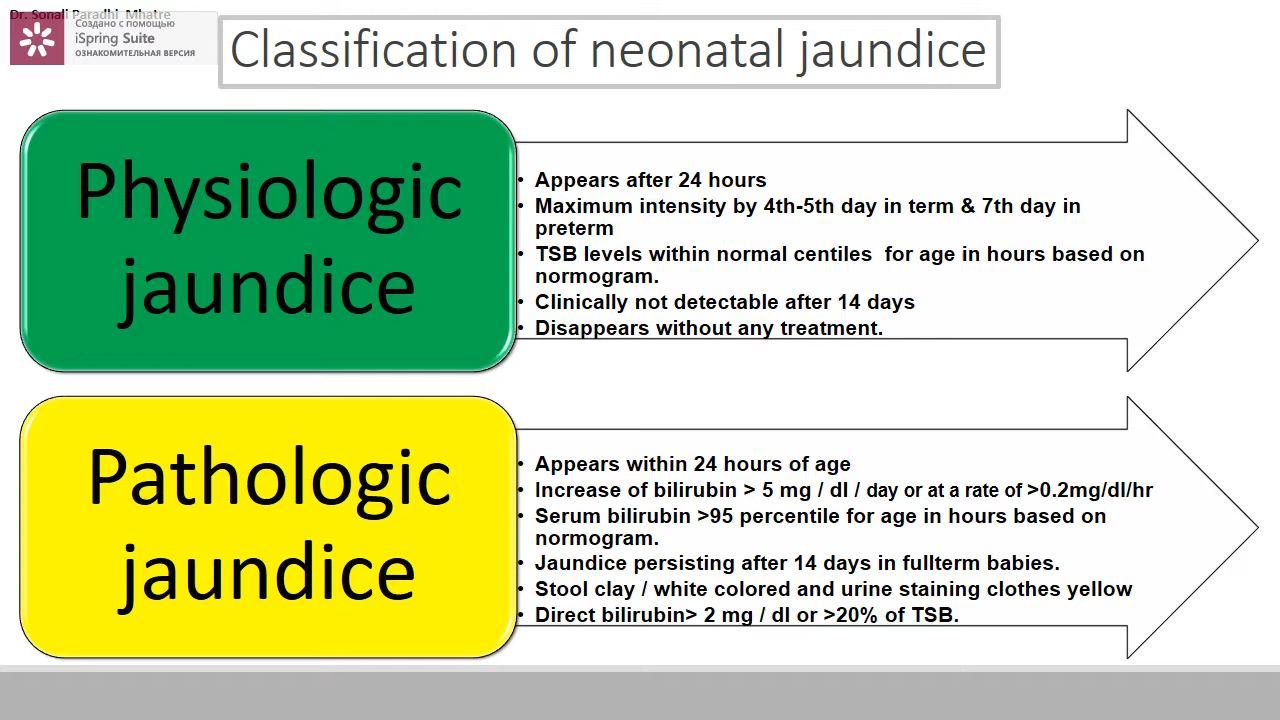 Dr. Sonali Paradhi Mhatre
Создано с помощью
iSpring Suite
ОЗНАКОМИТЕЛЬНАЯ ВЕРСИЯ
Classification of neonatal jaundice
Physiologic
jaundice
• Appears after 24 hours
• Maximum intensity by 4th-5th day in term & 7th day in
preterm
• TSB levels within normal centiles for age in hours based on
normogram.
• Clinically not detectable after 14 days
• Disappears without any treatment.
Pathologic
jaundice
• Appears within 24 hours of age
• Increase of bilirubin > 5 mg / dl / day or at a rate of >0.2mg/dl/hr
• Serum bilirubin >95 percentile for age in hours based on
normogram.
• Jaundice persisting after 14 days in fullterm babies.
• Stool clay / white colored and urine staining clothes yellow
• Direct bilirubin> 2 mg / dl or >20% of TSB.